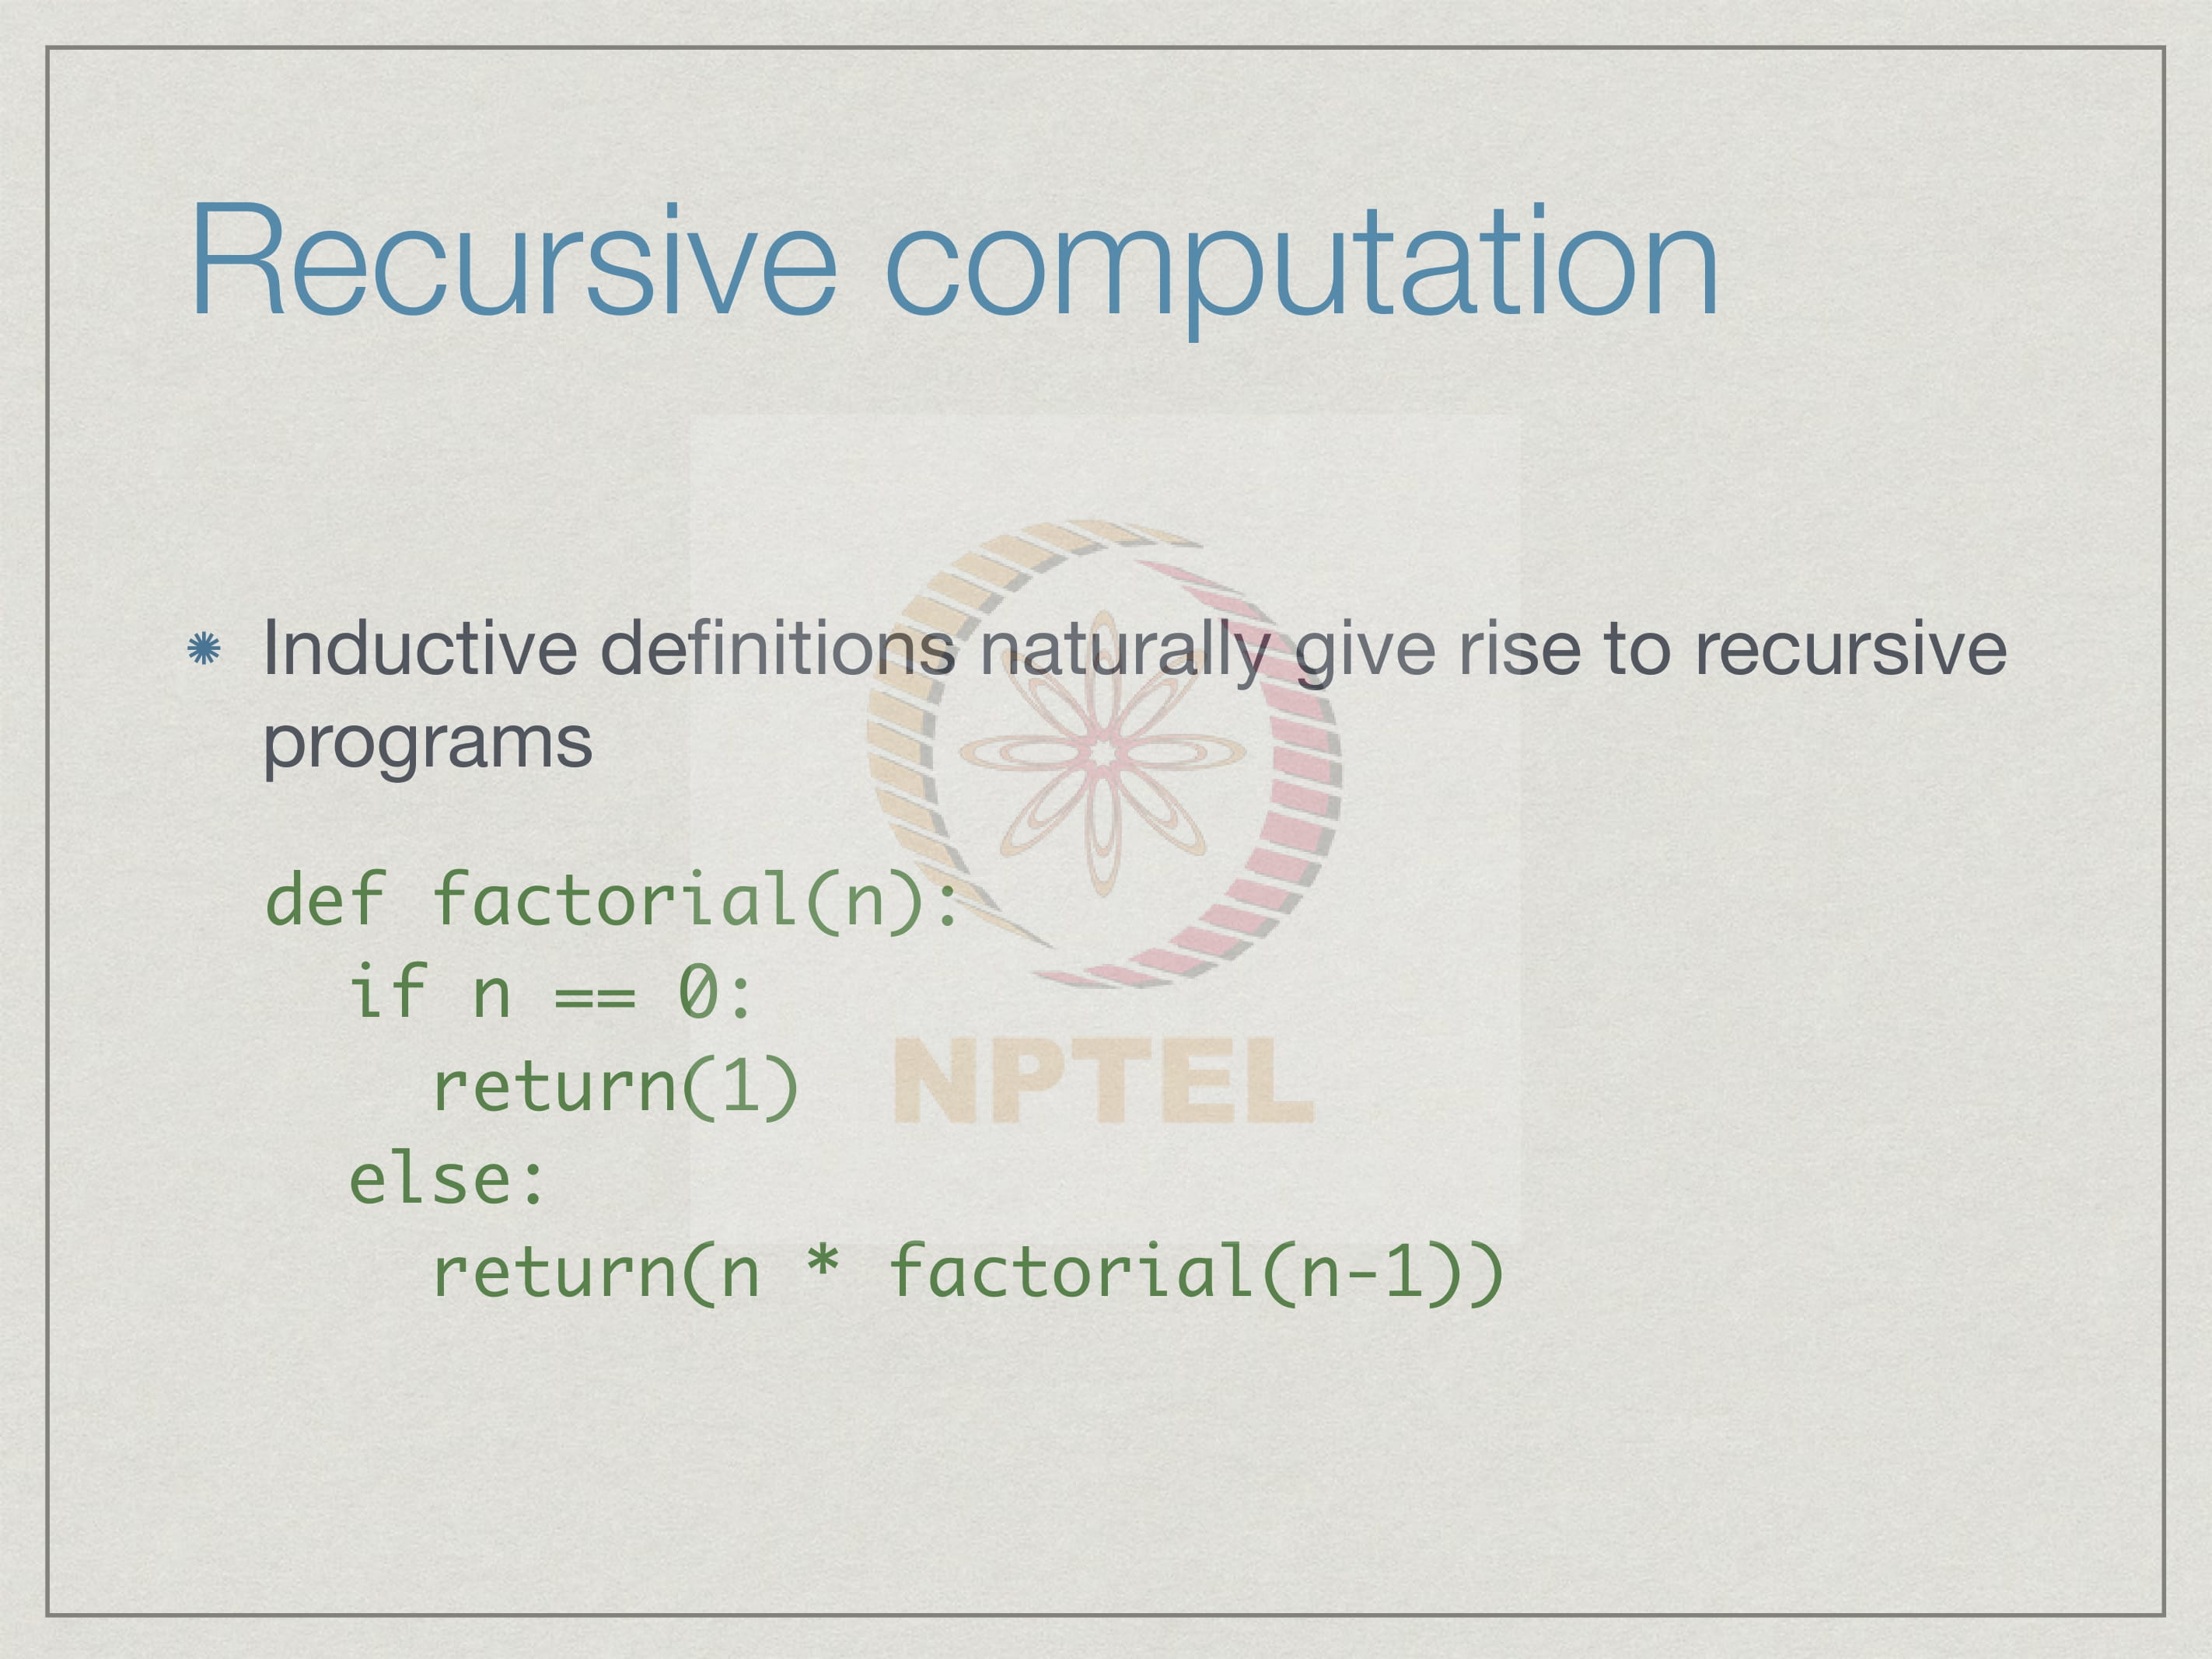 Recursive computation
Inductive definitions naturally give rise to recursive
programs
def factorial(n):
  if n == 0:
    return(1)
  else:
    return(n * factorial(n-1))
NPTEL